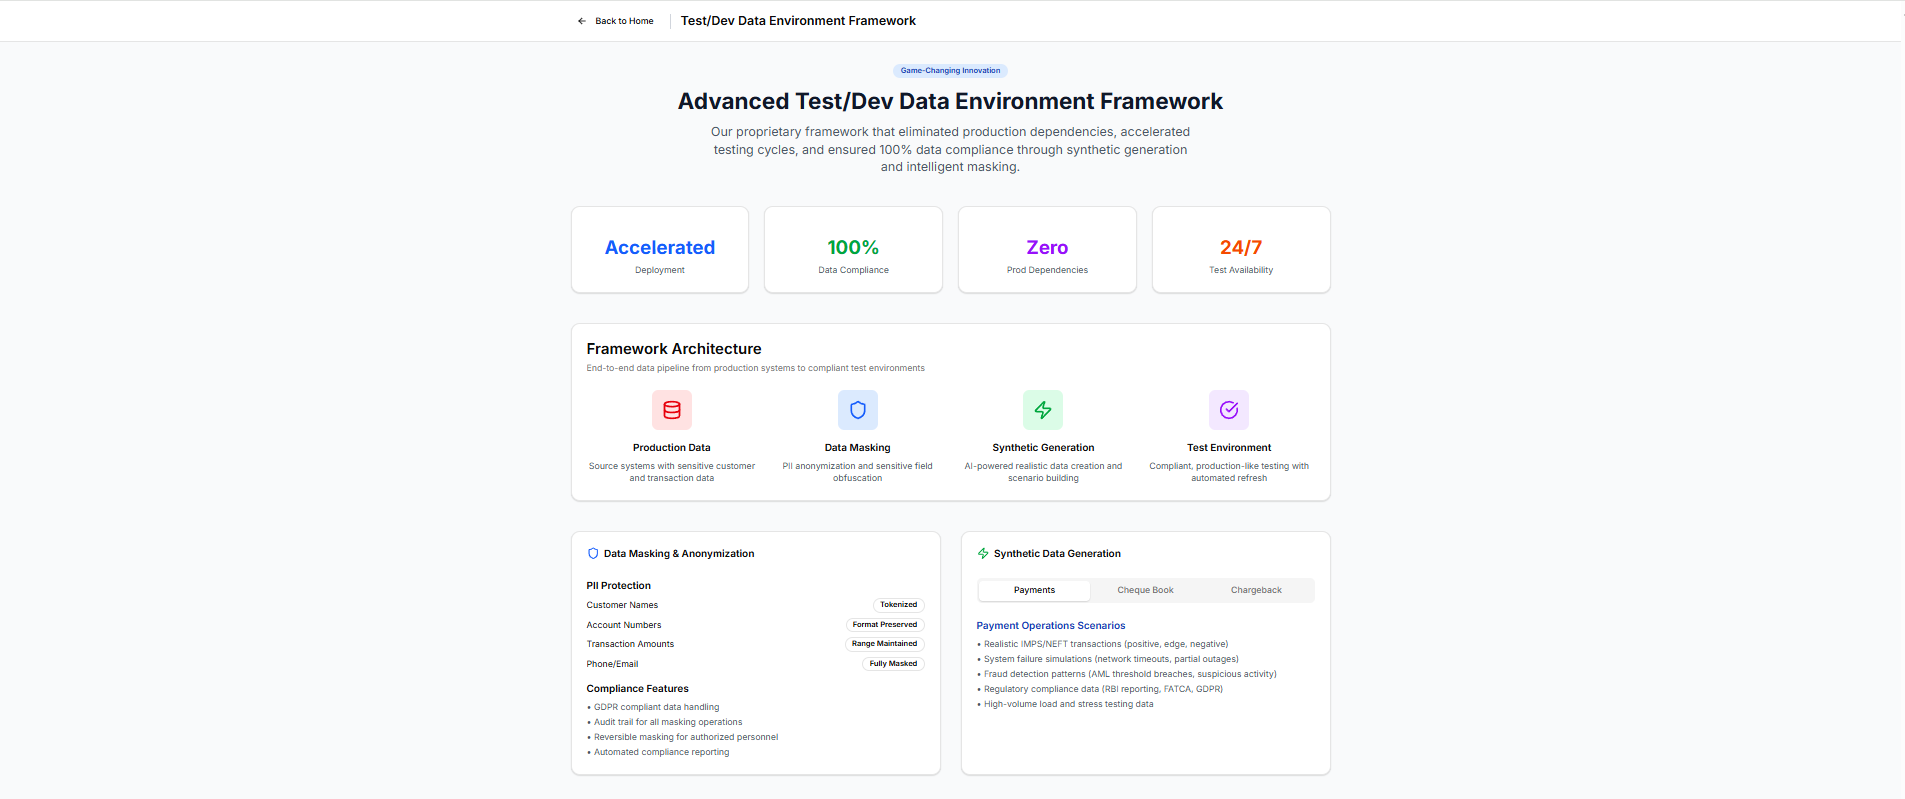 Back to Home
Test/Dev Data Environment Framework
Game-Changing Innovation
Advanced Test/Dev Data Environment Framework
Our proprietary framework that eliminated production dependencies, accelerated
testing cycles, and ensured 100% data compliance through synthetic generation
and intelligent masking.
Accelerated
Deployment
100%
Data Compliance
Zero
Prod Dependencies
24/7
Test Availability
Framework Architecture
End-to-end data pipeline from production systems to compliant test environments
Production Data
Source systems with sensitive customer
and transaction data
Data Masking
PII anonymization and sensitive field
obfuscation
Synthetic Generation
AI-powered realistic data creation and
scenario building
Test Environment
Compliant, production-like testing with
automated refresh
Data Masking & Anonymization
PII Protection
Customer Names Tokenized
Account Numbers Format Preserved
Transaction Amounts Range Maintained
Phone/Email Fully Masked
Compliance Features
• GDPR compliant data handling
• Audit trail for all masking operations
• Reversible masking for authorized personnel
• Automated compliance reporting
Synthetic Data Generation
Payments Cheque Book Chargeback
Payment Operations Scenarios
• Realistic IMPS/NEFT transactions (positive, edge, negative)
• System failure simulations (network timeouts, partial outages)
• Fraud detection patterns (AML threshold breaches, suspicious activity)
• Regulatory compliance data (RBI reporting, FATCA, GDPR)
• High-volume load and stress testing data